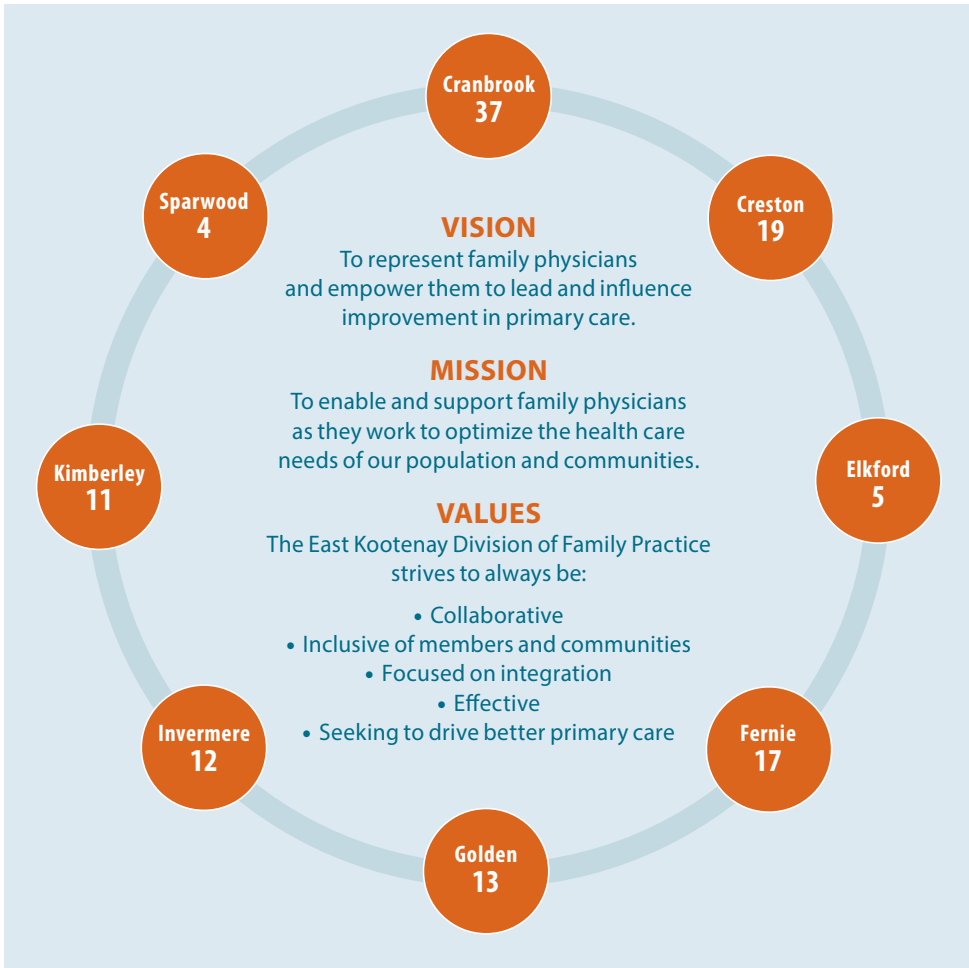 Cranbrook
37
Sparwood
4
Creston
19
VISION
To represent family physicians
and empower them to lead and influence
improvement in primary care.
MISSION
To enable and support family physicians
as they work to optimize the health care
needs of our population and communities.
Kimberley
11
Elkford
5
VALUES
The East Kootenay Division of Family Practice
strives to always be:
• Collaborative
• Inclusive of members and communities
• Focused on integration
• Effective
• Seeking to drive better primary care
Invermere
12
Fernie
17
Golden
13